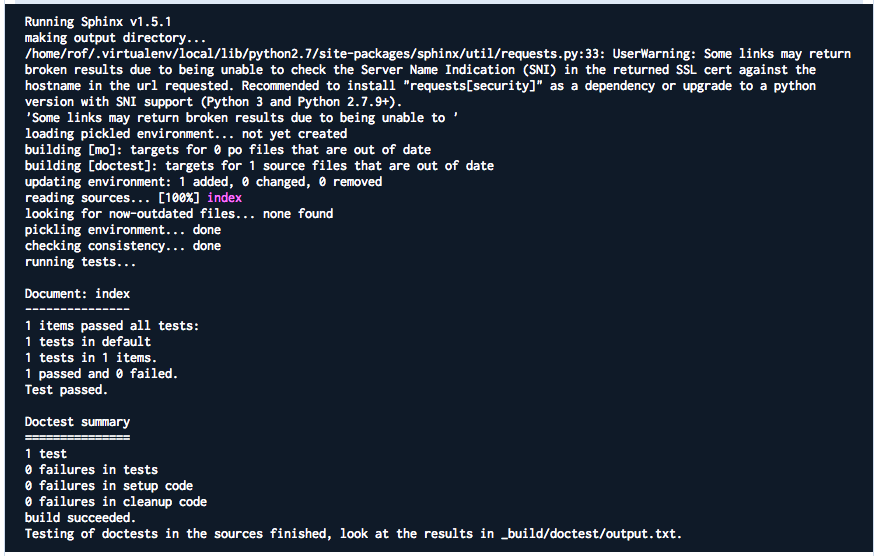 Running Sphinx v1.5.1
making output directory...
/home/rof/.virtualenv/local/lib/python2.7/site-packages/sphinx/util/requests.py:33: UserWarning: Some links may return
broken results due to being unable to check the Server Name Indication (SNI) in the returned SSL cert against the
hostname in the url requested. Recommended to install "requests[security]" as a dependency or upgrade to a python
version with SNI support (Python 3 and Python 2.7.9+).
'Some links may return broken results due to being unable to '
loading pickled environment... not yet created
building [mo]: targets for 0 po files that are out of date
building [doctest]: targets for 1 source files that are out of date
updating environment: 1 added, 0 changed, 0 removed
reading sources... [100%] index
looking for now-outdated files... none found
pickling environment... done
checking consistency... done
running tests...

Document: index
---------------
1 items passed all tests:
1 tests in default
1 tests in 1 items.
1 passed and 0 failed.
Test passed.

Doctest summary
===============
1 test
0 failures in tests
0 failures in setup code
0 failures in cleanup code
build succeeded.
Testing of doctests in the sources finished, look at the results in _build/doctest/output.txt.